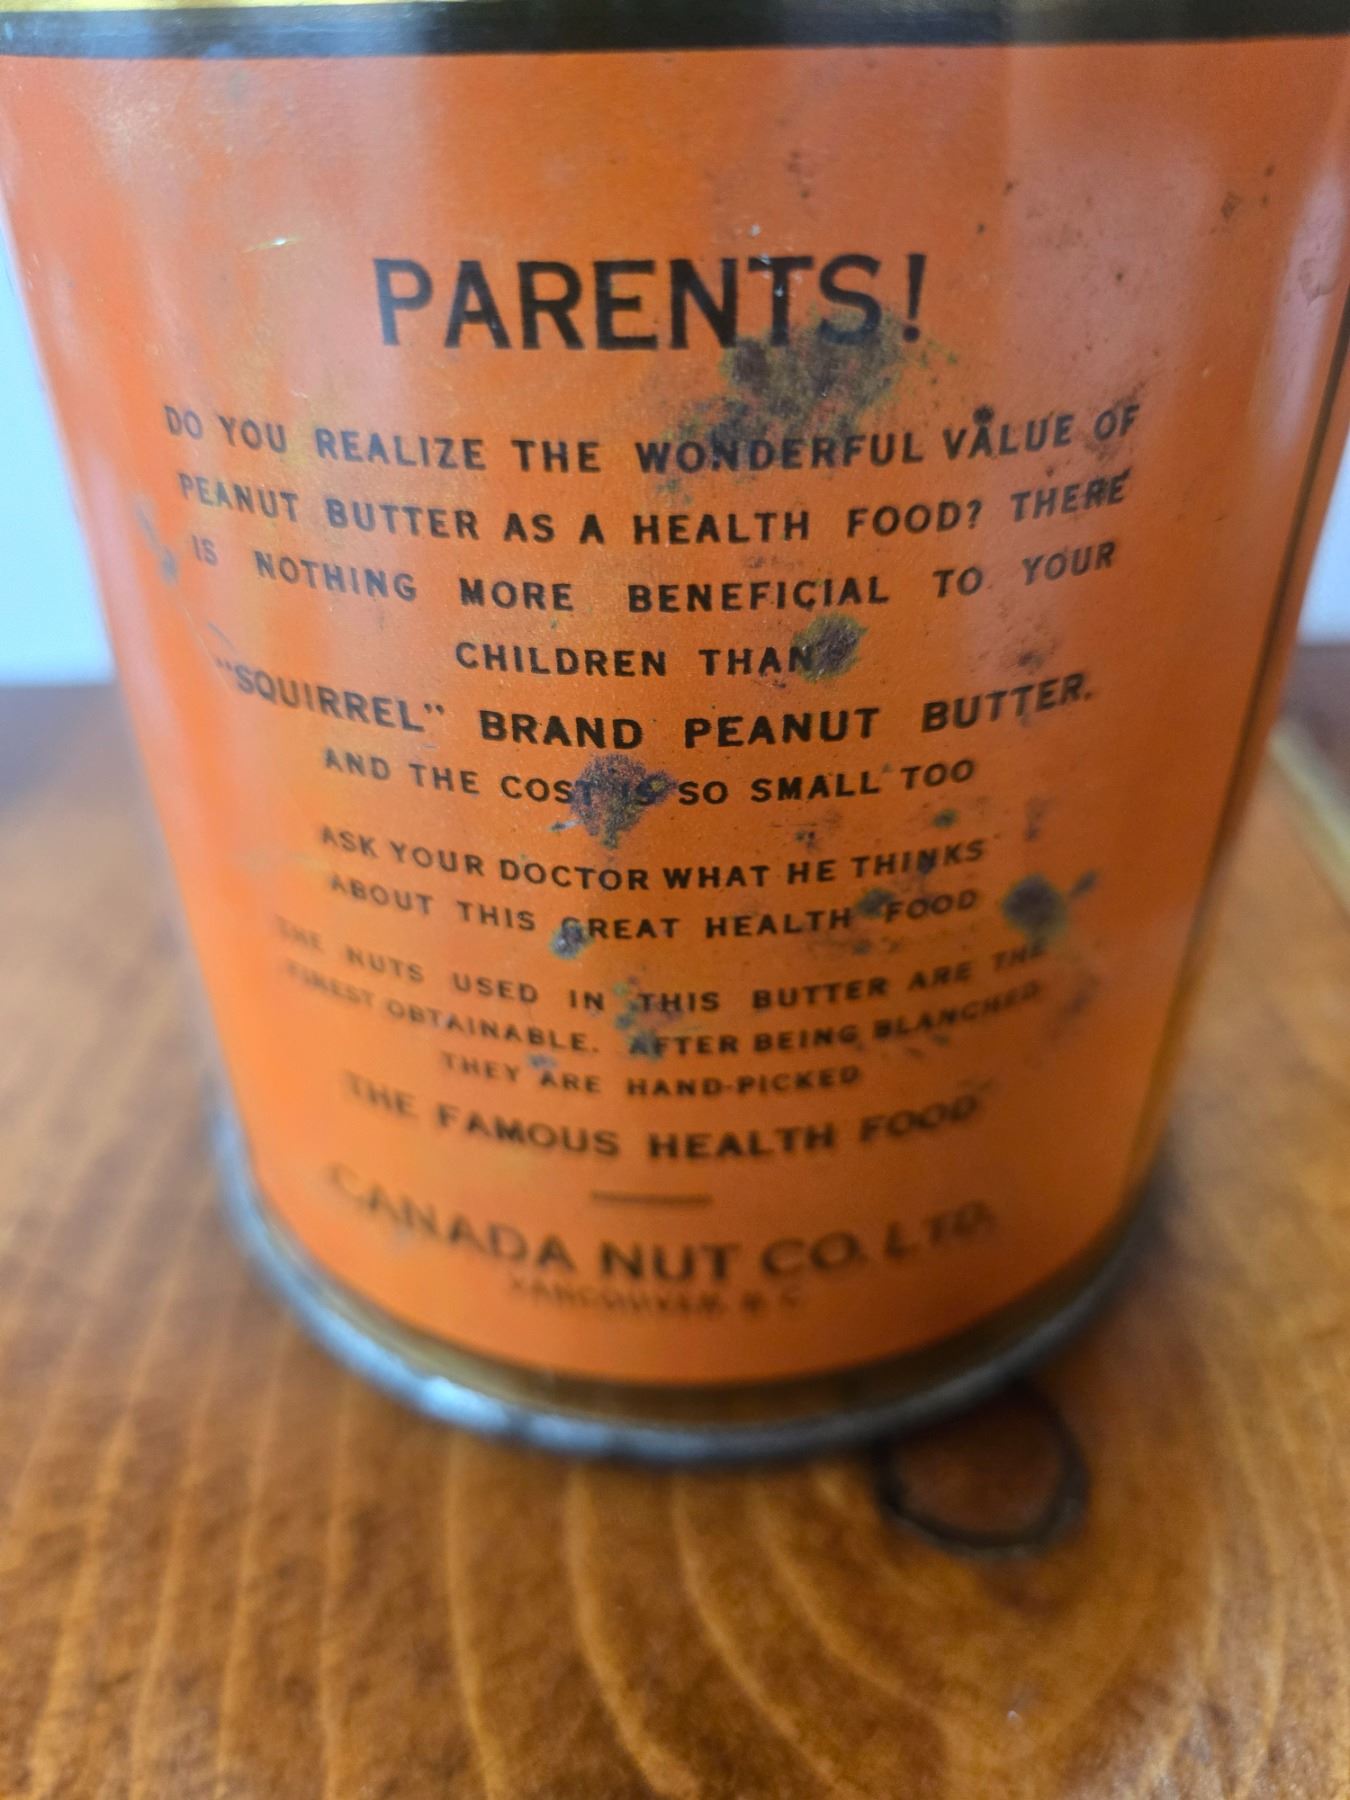 PARENTS!
DO YOU REALIZE THE WONDERFUL VALUE OF
PEANUT BUTTER AS A HEALTH FOOD? THERE
IS NOTHING MORE BENEFICIAL TO YOUR
CHILDREN THAN
"SQUIRREL" BRAND PEANUT BUTTER.
AND THE COST IS SO SMALL TOO
ASK YOUR DOCTOR WHAT HE THINKS
ABOUT THIS GREAT HEALTH FOOD
THE NUTS USED IN THIS BUTTER ARE THE
FINEST OBTAINABLE. AFTER BEING BLANCHED
THEY ARE HAND-PICKED
THE FAMOUS HEALTH FOOD
CANADA NUT CO. LTD.
VANCOUVER, B.C.